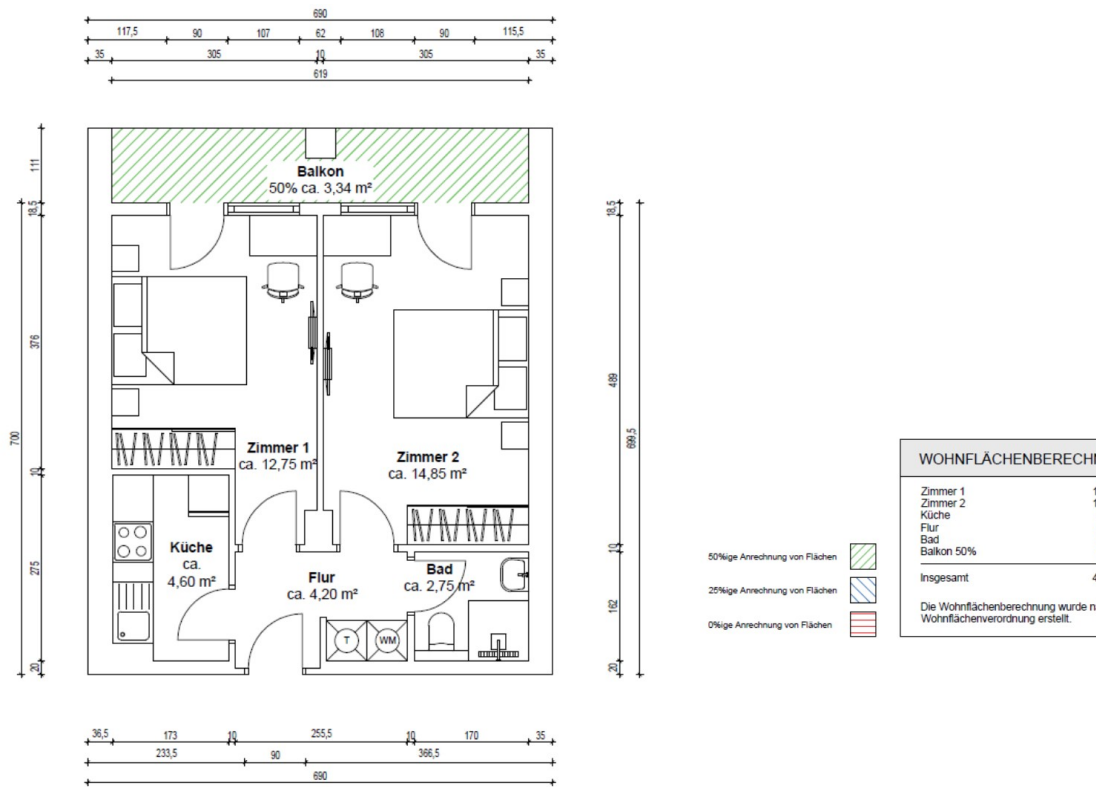 690
117,5 90 107 62 108 90 115,5
35 305 10 305 35
619
111
18,5
376
10
275
20
700
18,5
489
10
162
20
699,5
Balkon
50% ca. 3,34 m²
Zimmer 1
ca. 12,75 m²
Zimmer 2
ca. 14,85 m²
Küche
ca.
4,60 m²
Flur
ca. 4,20 m²
Bad
ca. 2,75 m²
T
WM
50%ige Anrechnung von Flächen
25%ige Anrechnung von Flächen
0%ige Anrechnung von Flächen
WOHNFLÄCHENBERECHN
Zimmer 1 1
Zimmer 2 1
Küche
Flur
Bad
Balkon 50%
Insgesamt 4
Die Wohnflächenberechnung wurde n
Wohnflächenverordnung erstellt.
36,5 173 10 255,5 10 170 35
233,5 90 366,5
690